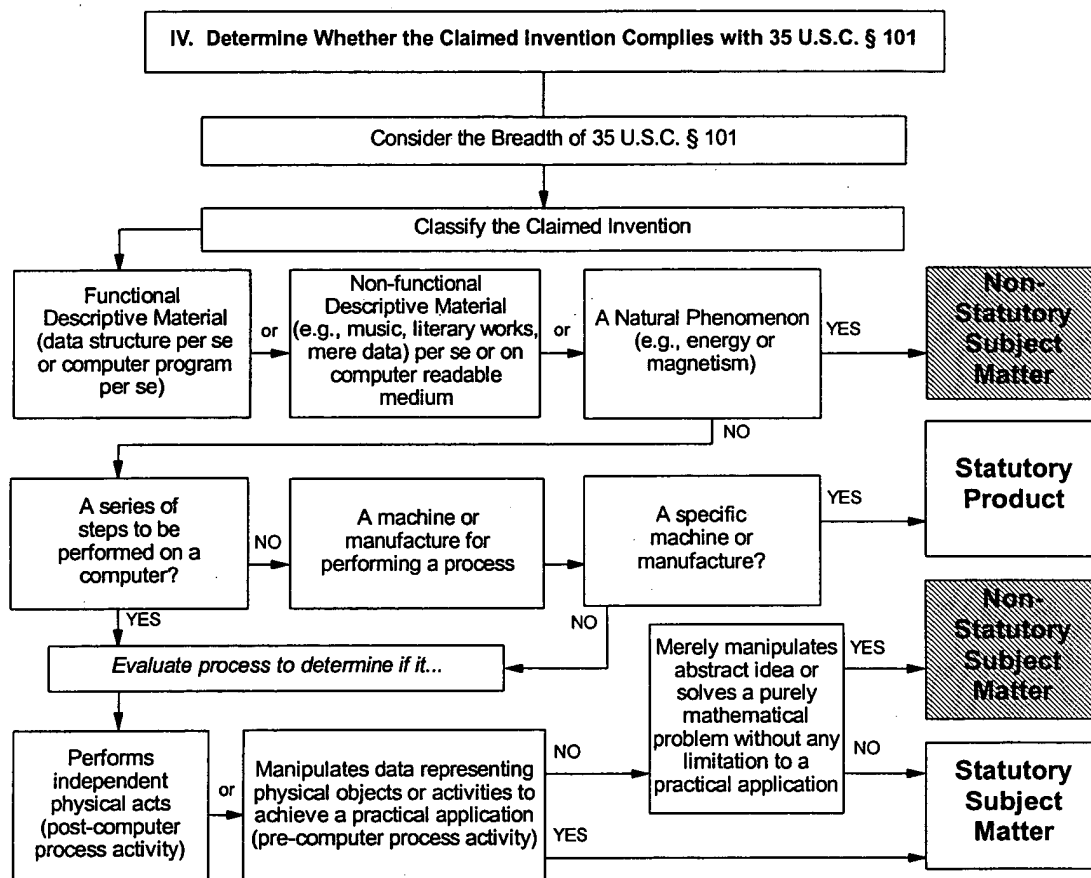 IV. Determine Whether the Claimed Invention Complies with 35 U.S.C. § 101
Consider the Breadth of 35 U.S.C. § 101
Classify the Claimed Invention
Functional
Descriptive Material
(data structure per se
or computer program
per se)
or
Non-functional
Descriptive Material
(e.g., music, literary works,
mere data) per se or on
computer readable
medium
or
A Natural Phenomenon
(e.g., energy or
magnetism)
YES
Non-
Statutory
Subject
Matter
NO
A series of
steps to be
performed on a
computer?
NO
A machine or
manufacture for
performing a process
A specific
machine or
manufacture?
YES
Statutory
Product
YES
NO
Evaluate process to determine if it...
Merely manipulates
abstract idea or
solves a purely
mathematical
problem without any
limitation to a
practical application
YES
Non-
Statutory
Subject
Matter
Performs
independent
physical acts
(post-computer
process activity)
or
Manipulates data representing
physical objects or activities to
achieve a practical application
(pre-computer process activity)
NO
YES
NO
Statutory
Subject
Matter